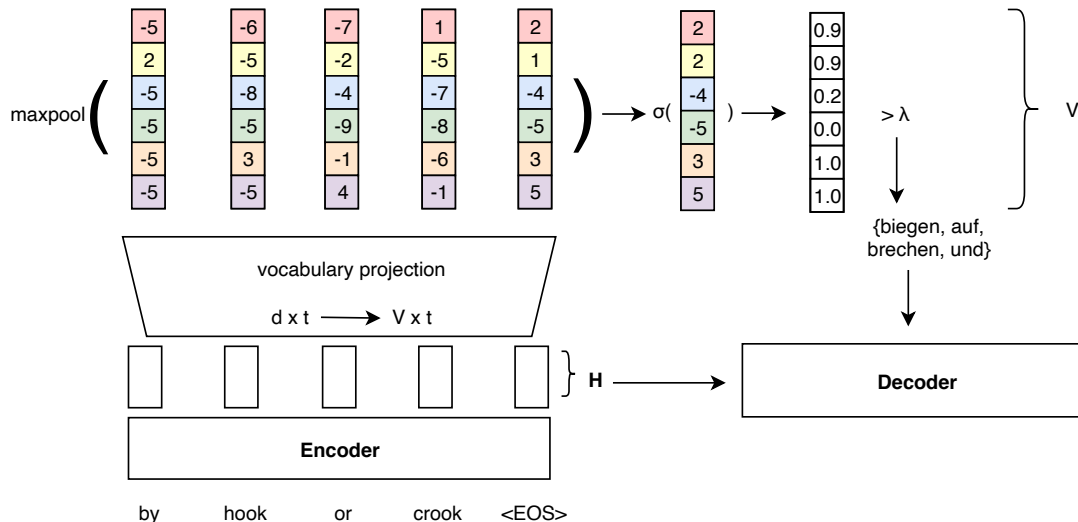 -5 -6 -7 1 2 2 0.9
2 -5 -2 -5 1 2 0.9
-5 -8 -4 -7 -4 -4 0.2
maxpool ( -5 -5 -9 -8 -5 ) σ( -5 ) 0.0 > λ V
-5 3 -1 -6 3 3 1.0
-5 -5 4 -1 5 5 1.0
{biegen, auf,
brechen, und}
vocabulary projection
d x t V x t
H
Decoder
Encoder
by hook or crook <EOS>